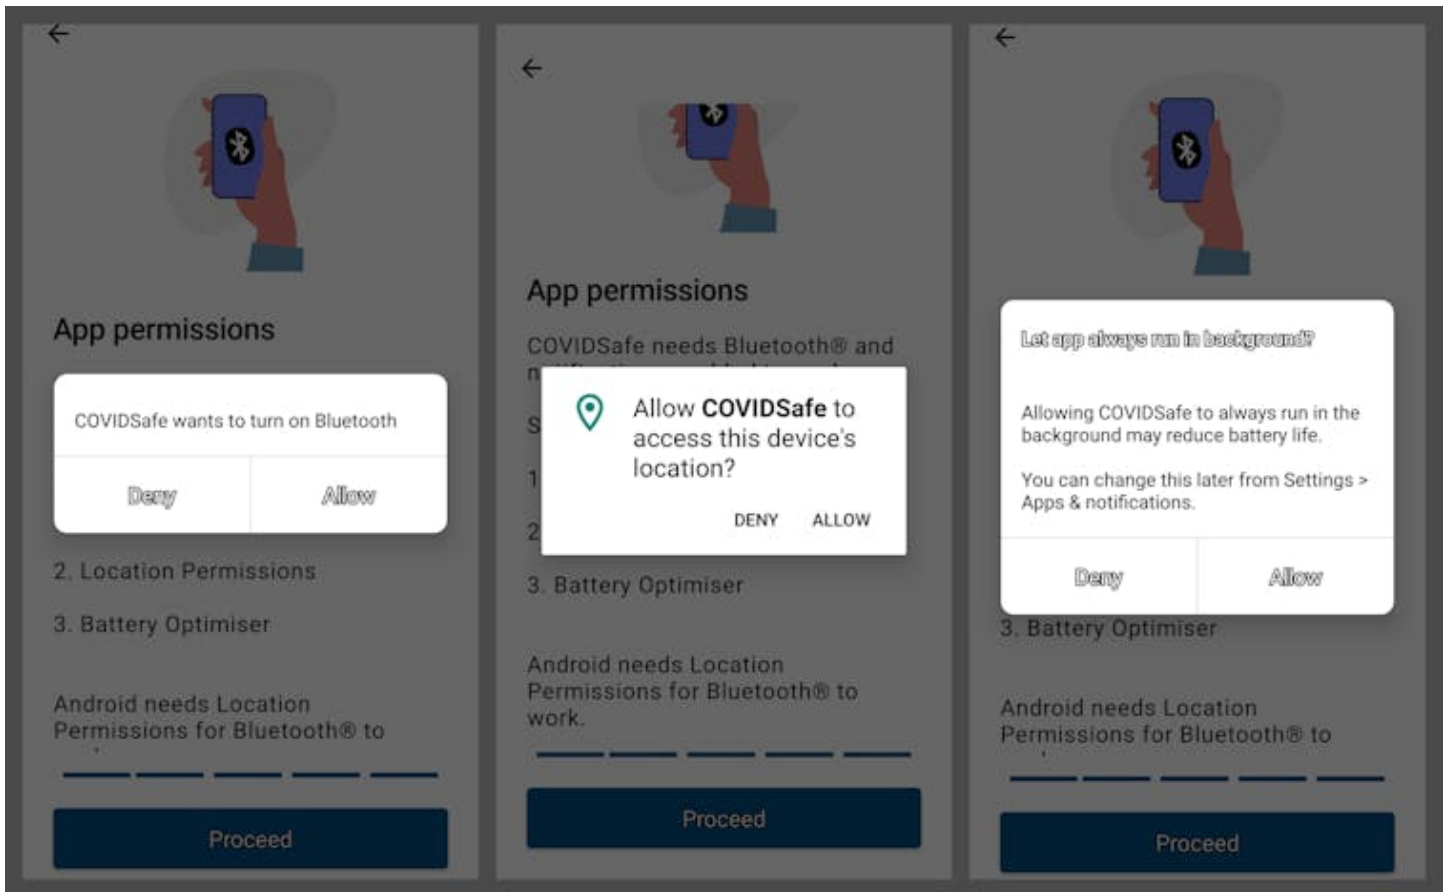 App permissions
COVIDSafe wants to turn on Bluetooth
Deny
Allow
2. Location Permissions
3. Battery Optimiser
Android needs Location
Permissions for Bluetooth® to
Proceed
App permissions
COVIDSafe needs Bluetooth® and
Allow COVIDSafe to
access this device's
location?
DENY
ALLOW
S
1
2
3. Battery Optimiser
Android needs Location
Permissions for Bluetooth® to
work.
Proceed
Let app always run in background?
Allowing COVIDSafe to always run in the
background may reduce battery life.
You can change this later from Settings >
Apps & notifications.
Deny
Allow
3. Battery Optimiser
Android needs Location
Permissions for Bluetooth® to
Proceed